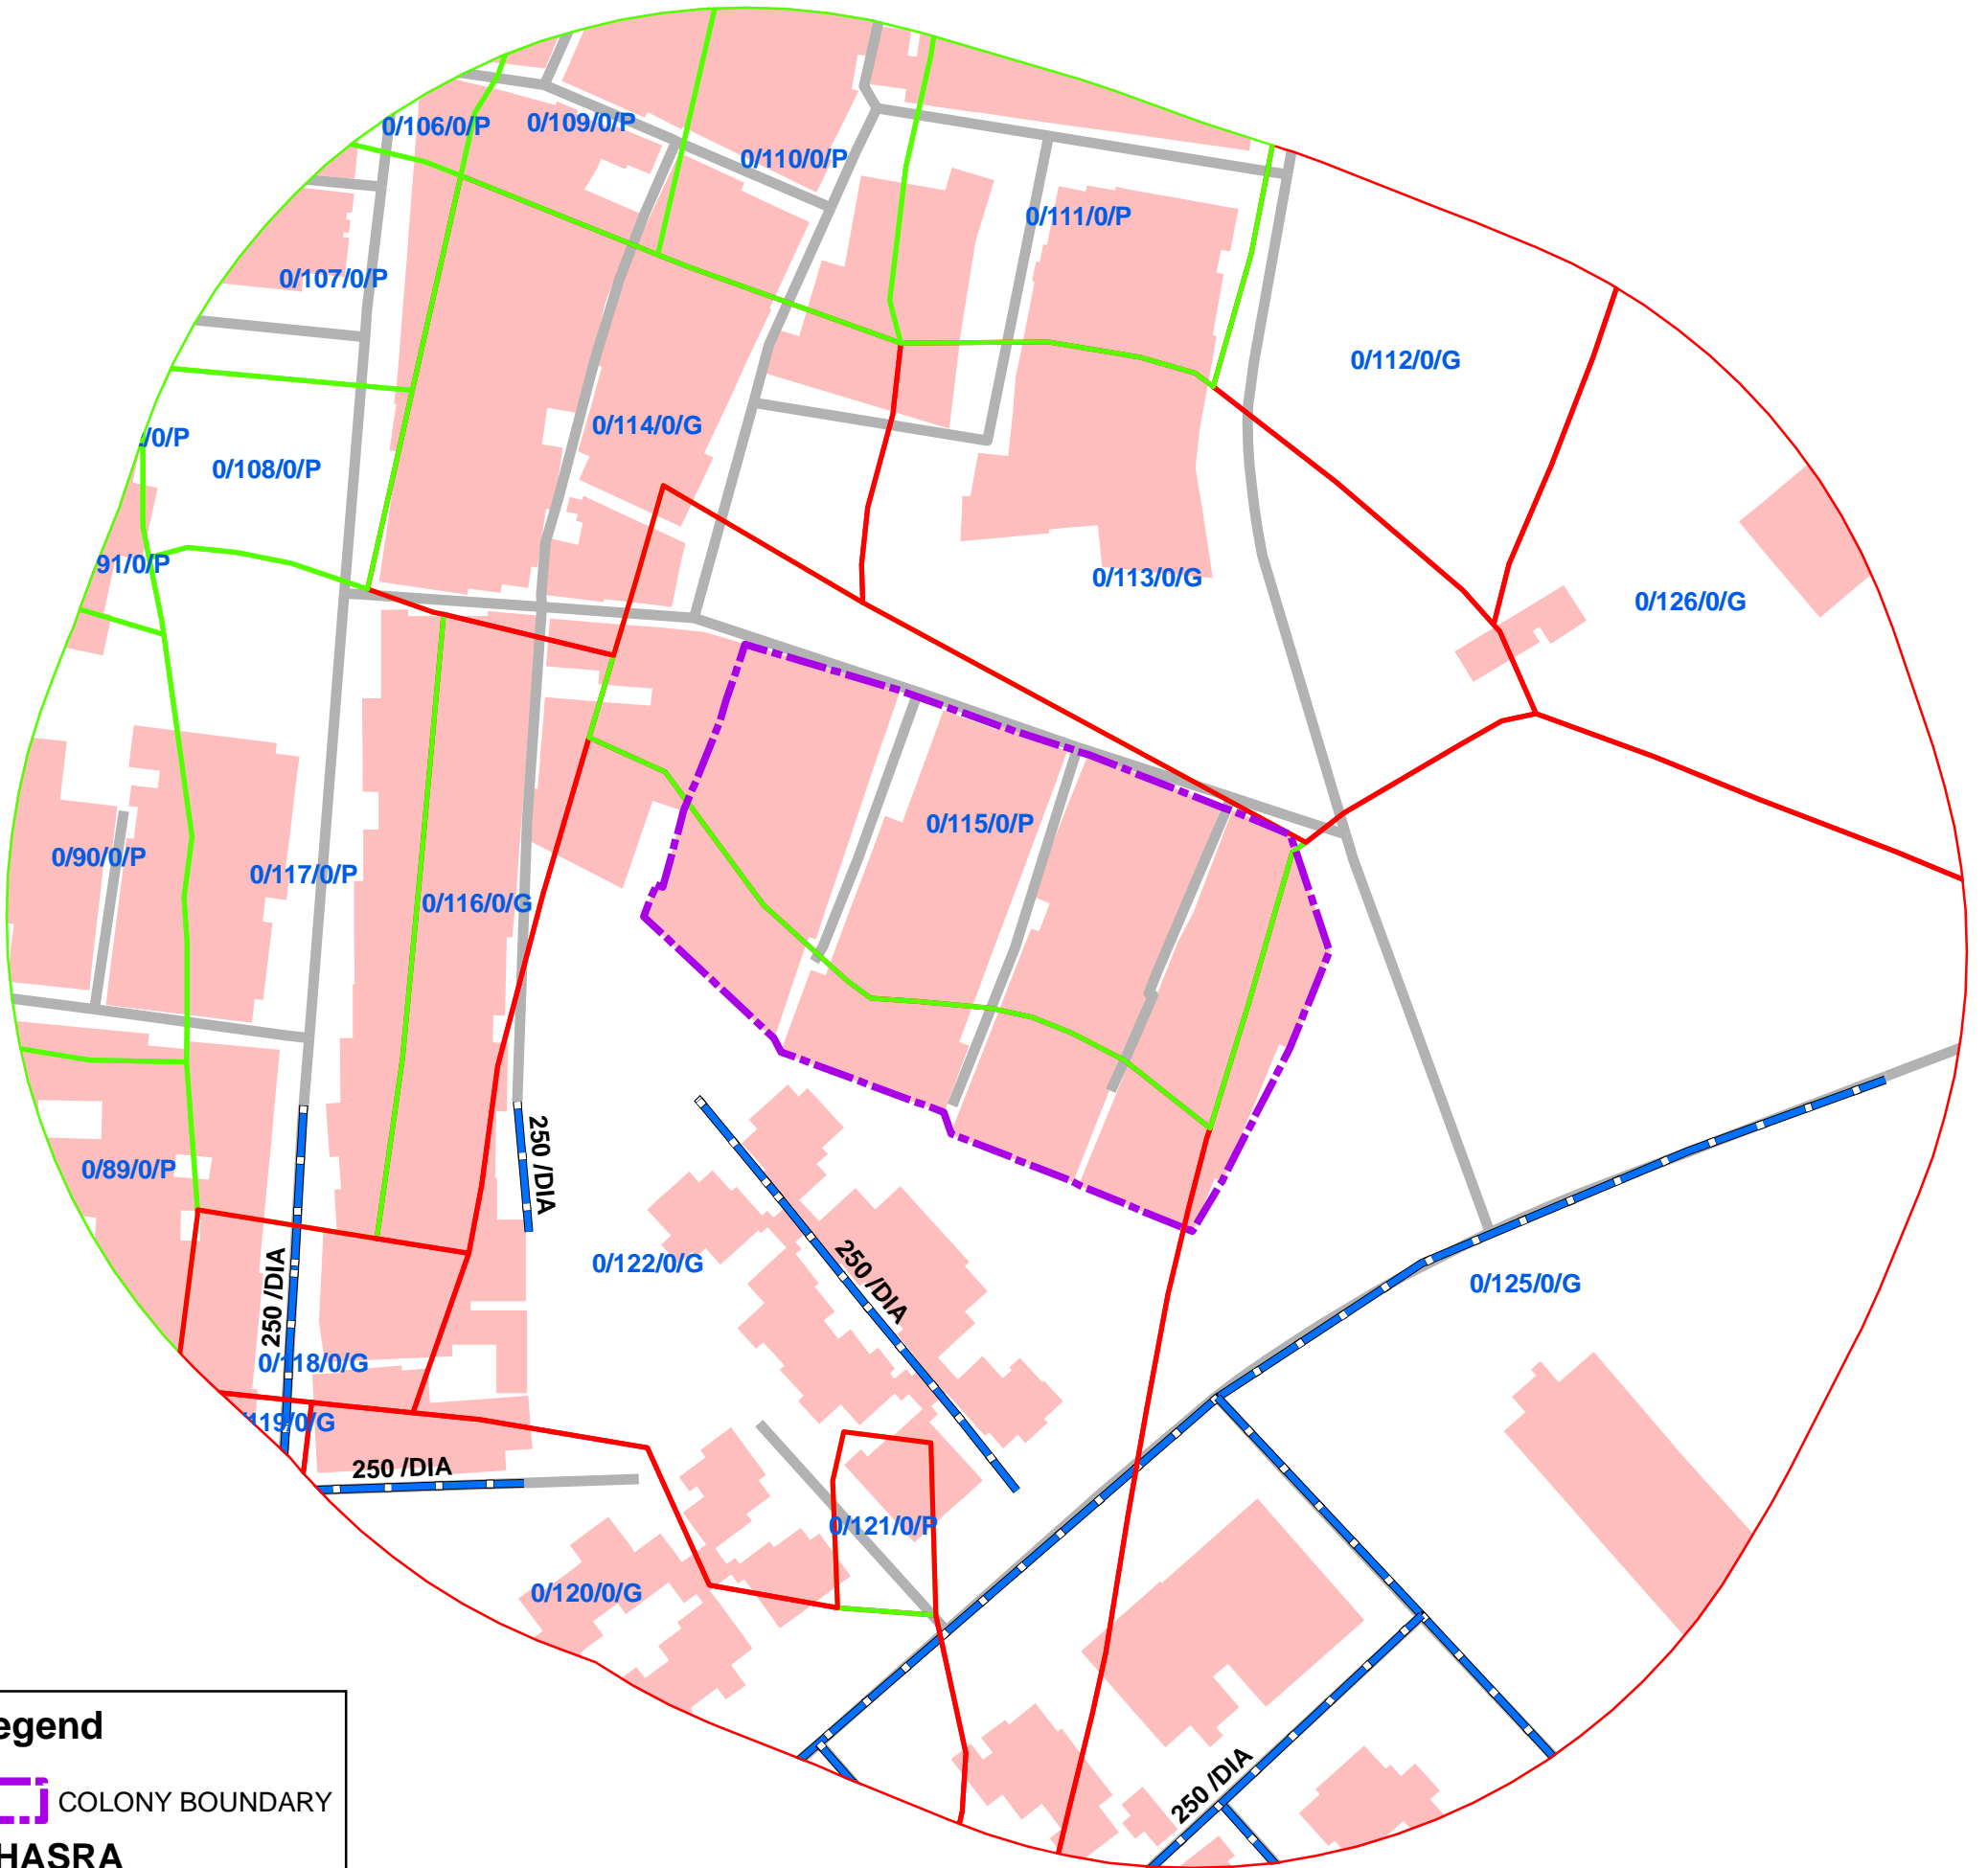 0/106/0/P
0/109/0/P
0/110/0/P
0/111/0/P
0/107/0/P
0/112/0/G
0/114/0/G
/0/P
0/108/0/P
91/0/P
0/113/0/G
0/126/0/G
0/115/0/P
0/90/0/P
0/117/0/P
0/116/0/G
250 /DIA
0/89/0/P
0/122/0/G
250 /DIA
0/125/0/G
250 /DIA
0/118/0/G
119/0/G
250 /DIA
0/121/0/P
0/120/0/G
250 /DIA
egend
COLONY BOUNDARY
HASRA